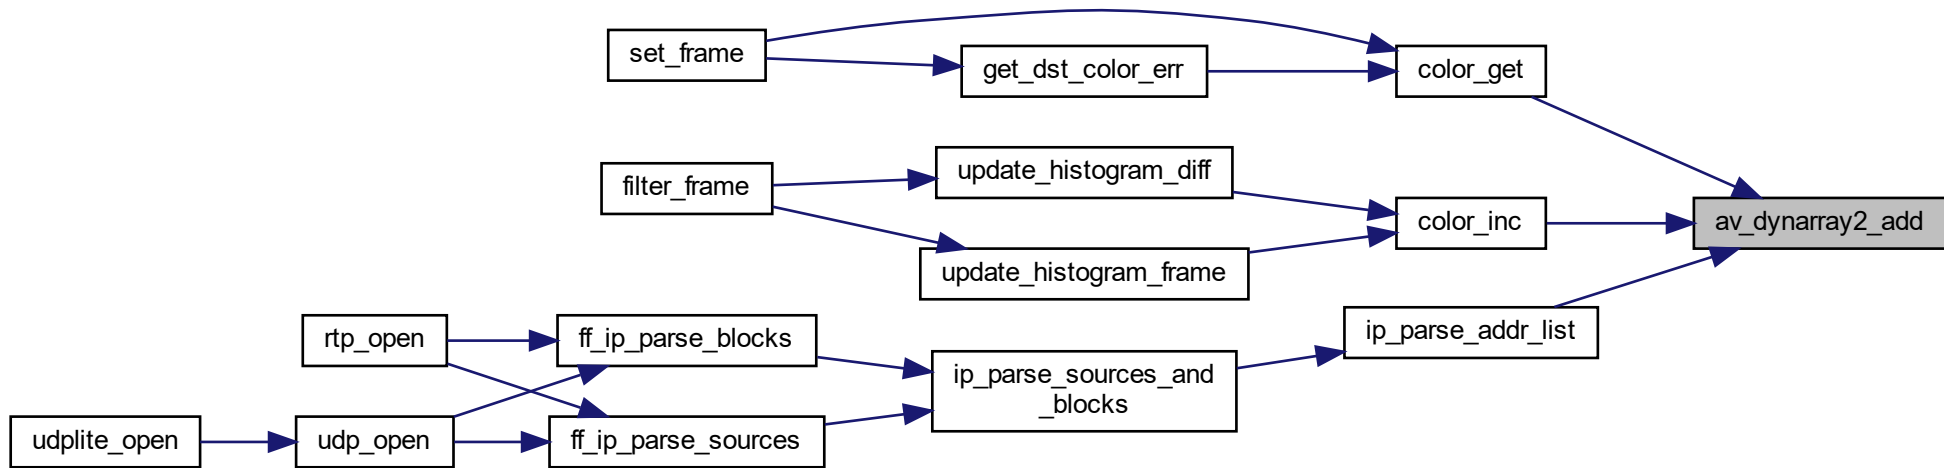 set_frame
get_dst_color_err
color_get
update_histogram_diff
filter_frame
color_inc
av_dynarray2_add
update_histogram_frame
rtp_open
ff_ip_parse_blocks
ip_parse_addr_list
ip_parse_sources_and
_blocks
udplite_open
udp_open
ff_ip_parse_sources